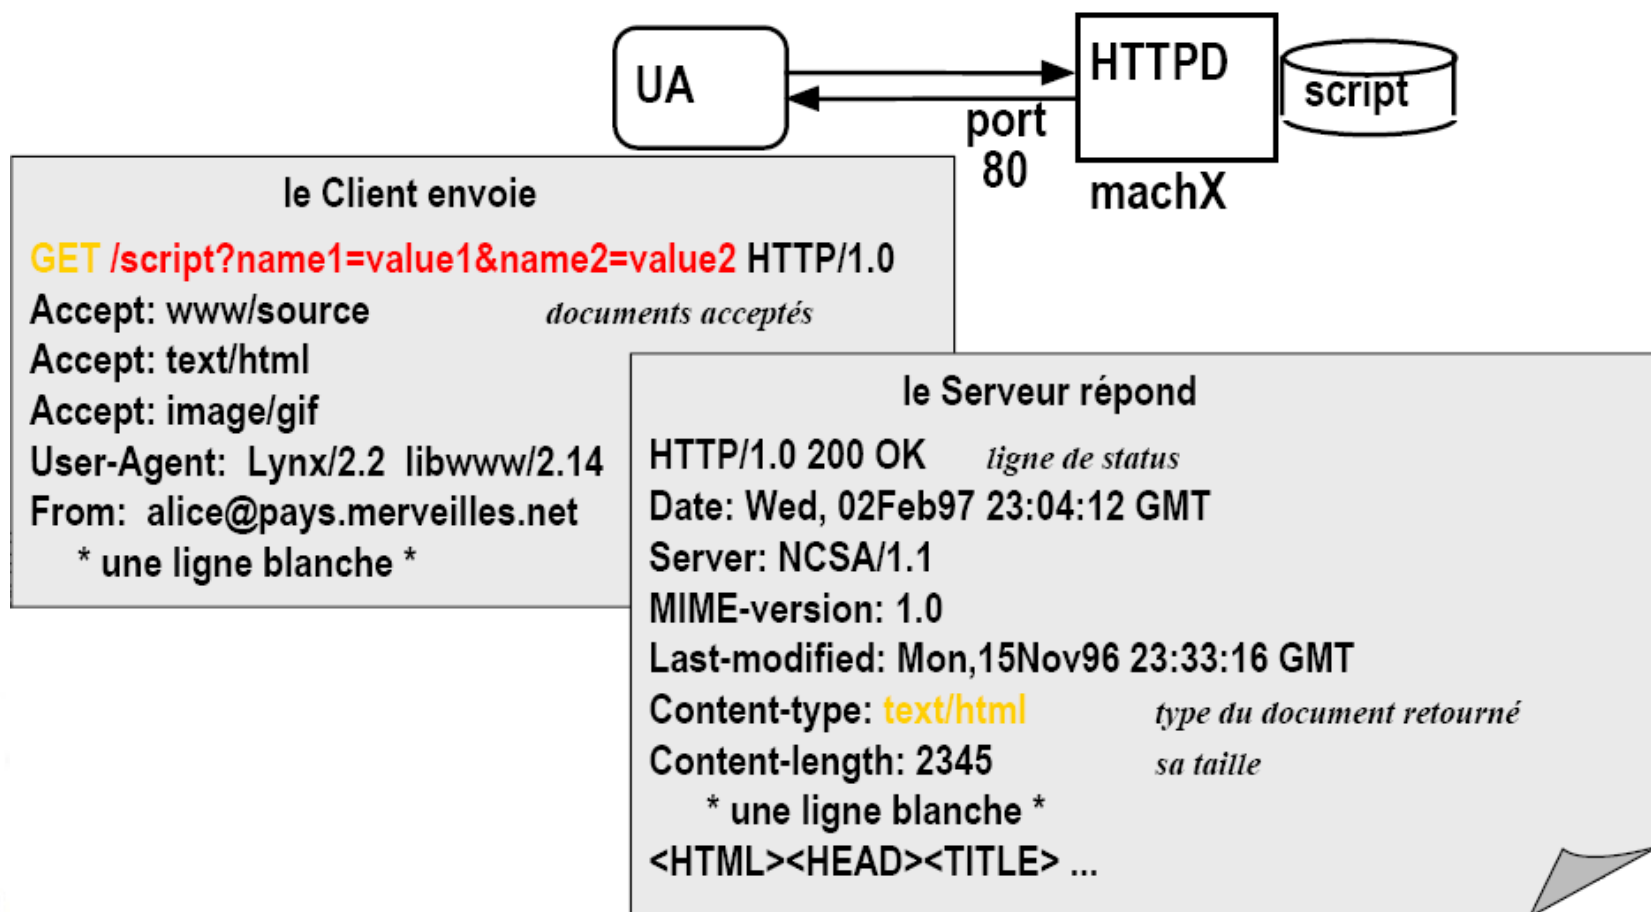 UA
HTTPD
script
port
80
machX
le Client envoie
GET /script?name1=value1&name2=value2 HTTP/1.0
Accept: www/source documents acceptés
Accept: text/html
Accept: image/gif
User-Agent: Lynx/2.2 libwww/2.14
From: alice@pays.merveilles.net
* une ligne blanche *
le Serveur répond
HTTP/1.0 200 OK ligne de status
Date: Wed, 02Feb97 23:04:12 GMT
Server: NCSA/1.1
MIME-version: 1.0
Last-modified: Mon,15Nov96 23:33:16 GMT
Content-type: text/html type du document retourné
Content-length: 2345 sa taille
* une ligne blanche *
<HTML><HEAD><TITLE> ...